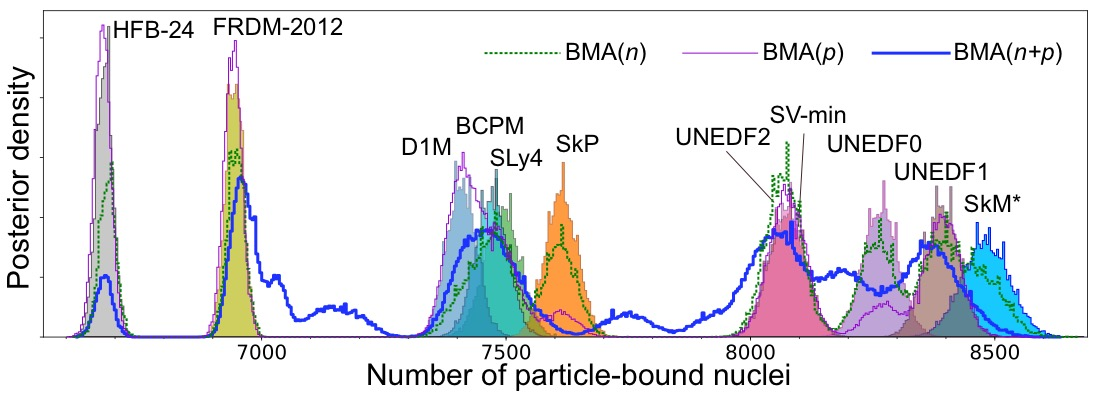 HFB-24 FRDM-2012
BMA(n) BMA(p) BMA(n+p)
D1M BCPM SLy4 SkP
UNEDF2 SV-min UNEDF0 UNEDF1 SkM*
Posterior density
7000 7500 8000 8500
Number of particle-bound nuclei